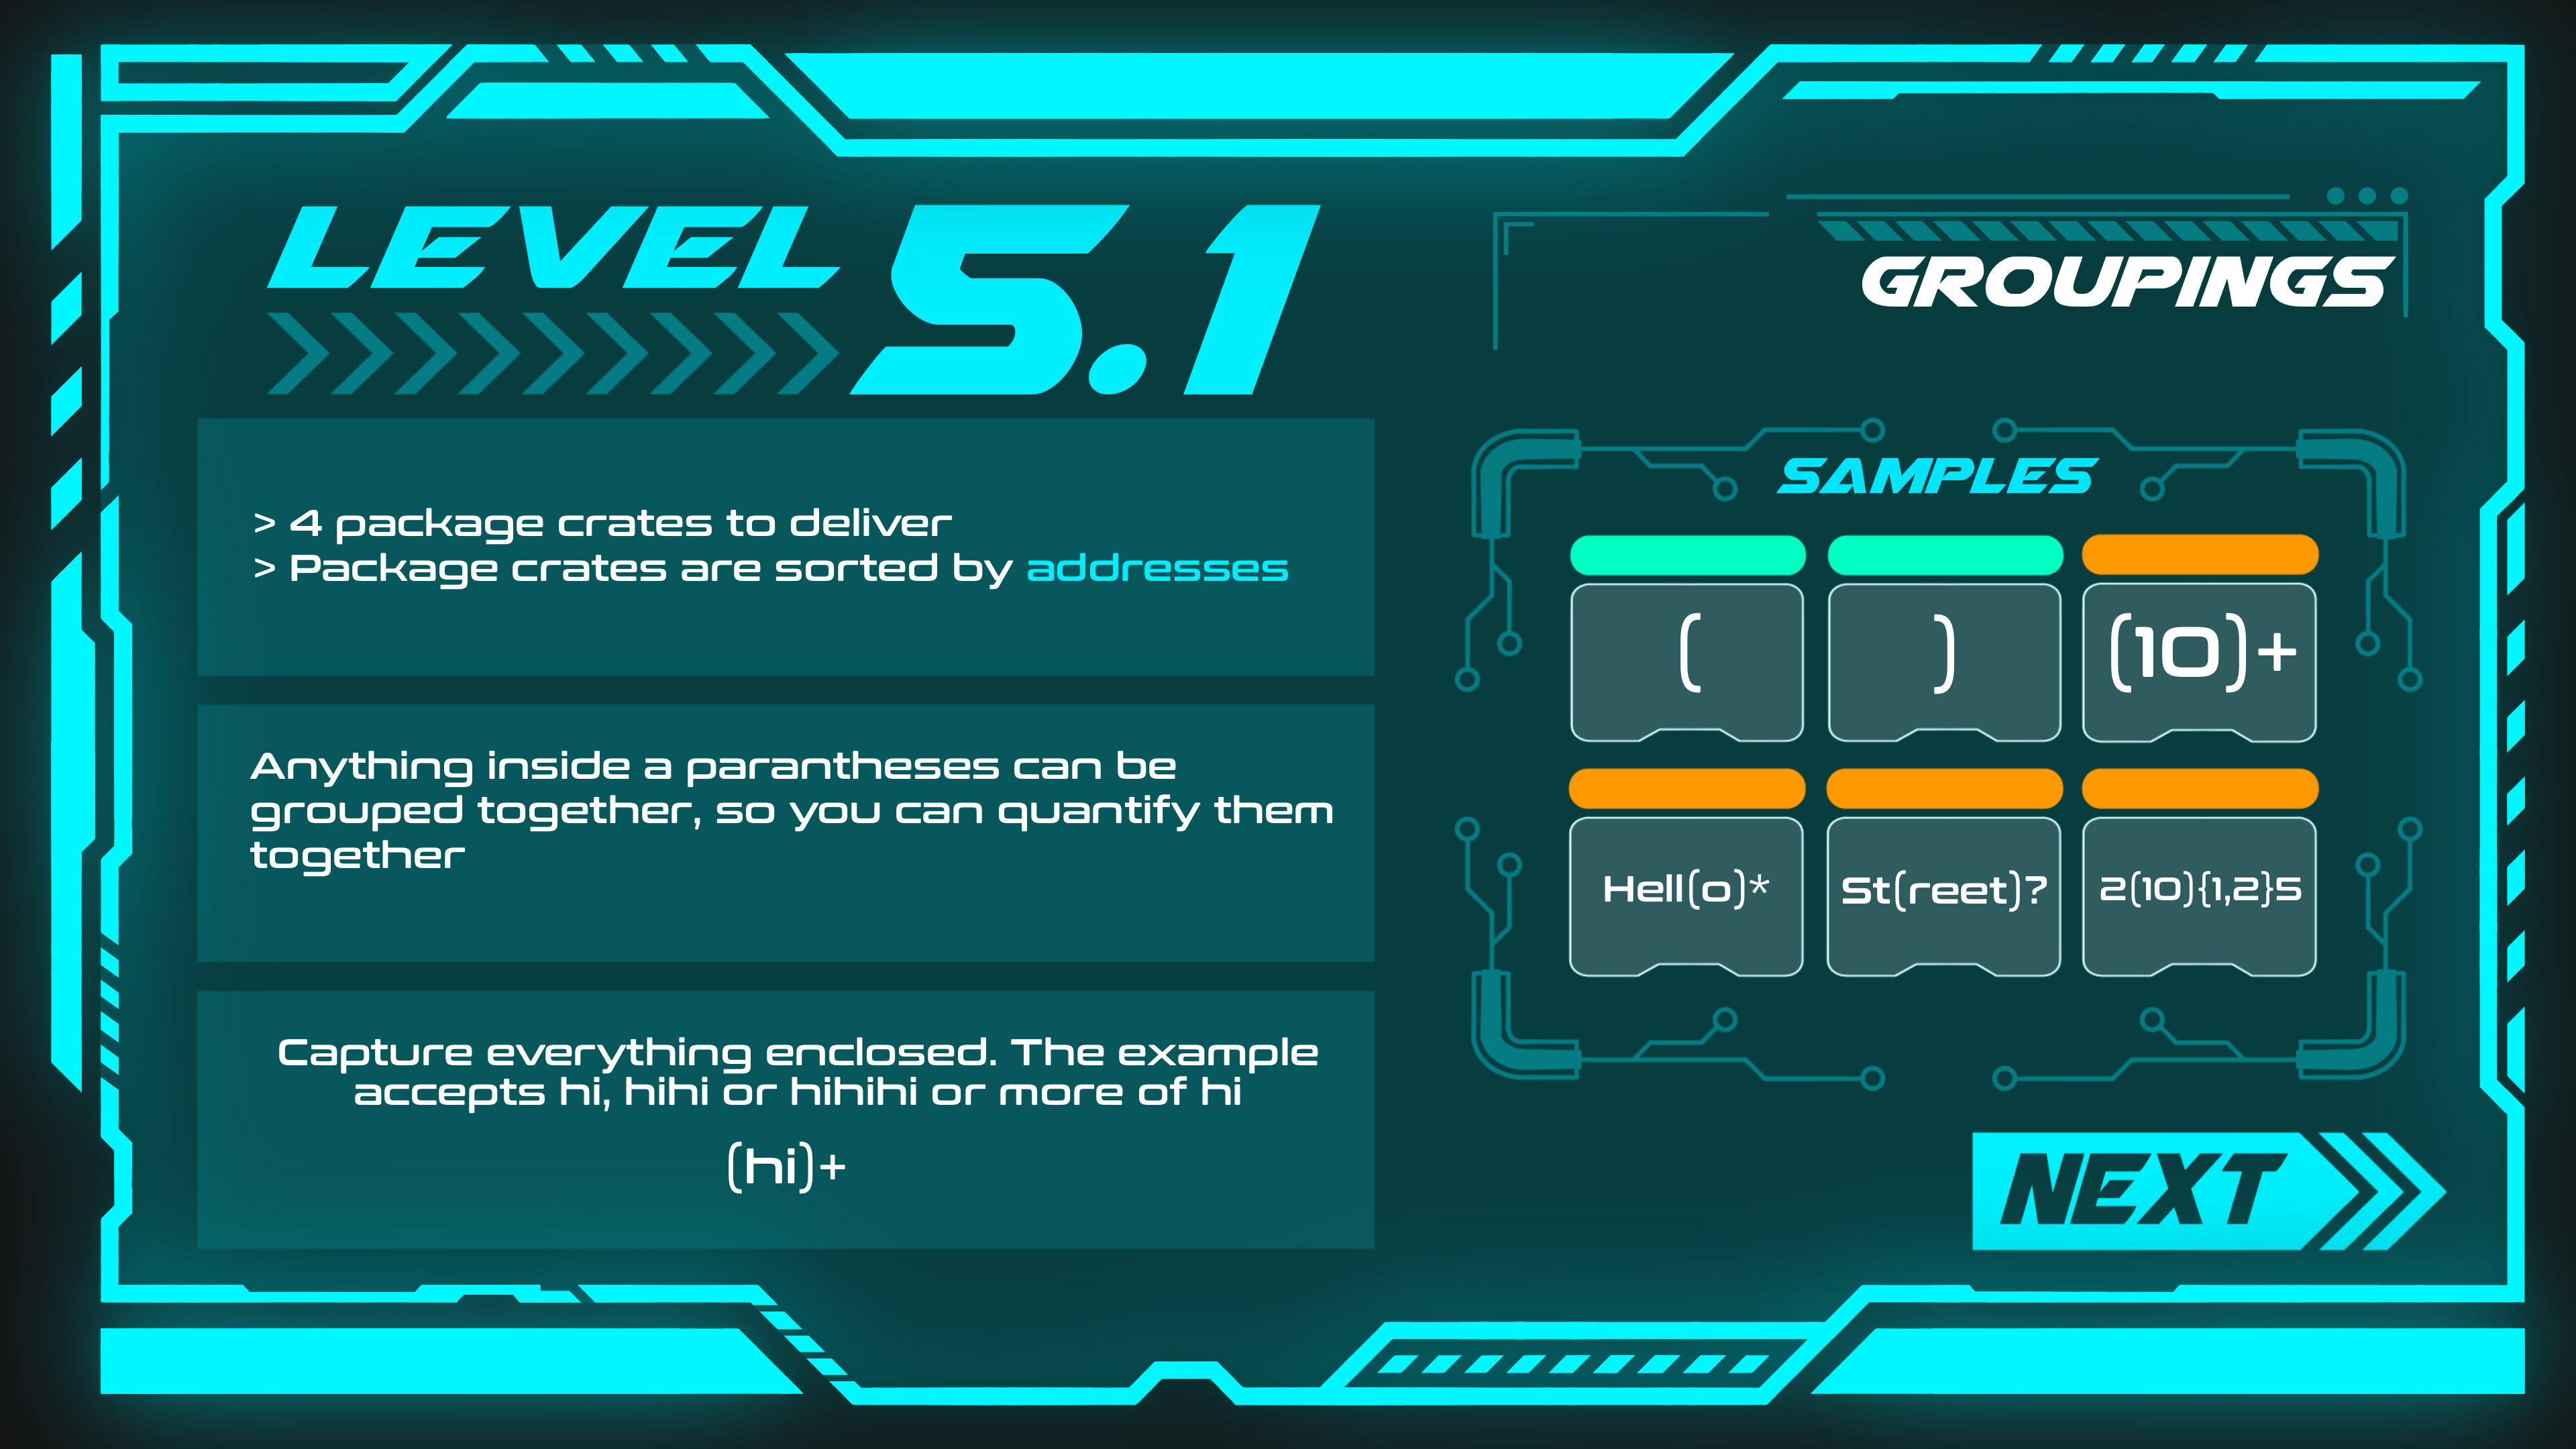 LEVEL 5.1
GROUPINGS
> 4 package crates to deliver
> Package crates are sorted by addresses
Anything inside a parantheses can be
grouped together, so you can quantify them
together
Capture everything enclosed. The example
accepts hi, hihi or hihihi or more of hi
(hi)+
SAMPLES
( ) (10)+
Hell(o)* St(reet)? 2(10){1,2}5
NEXT